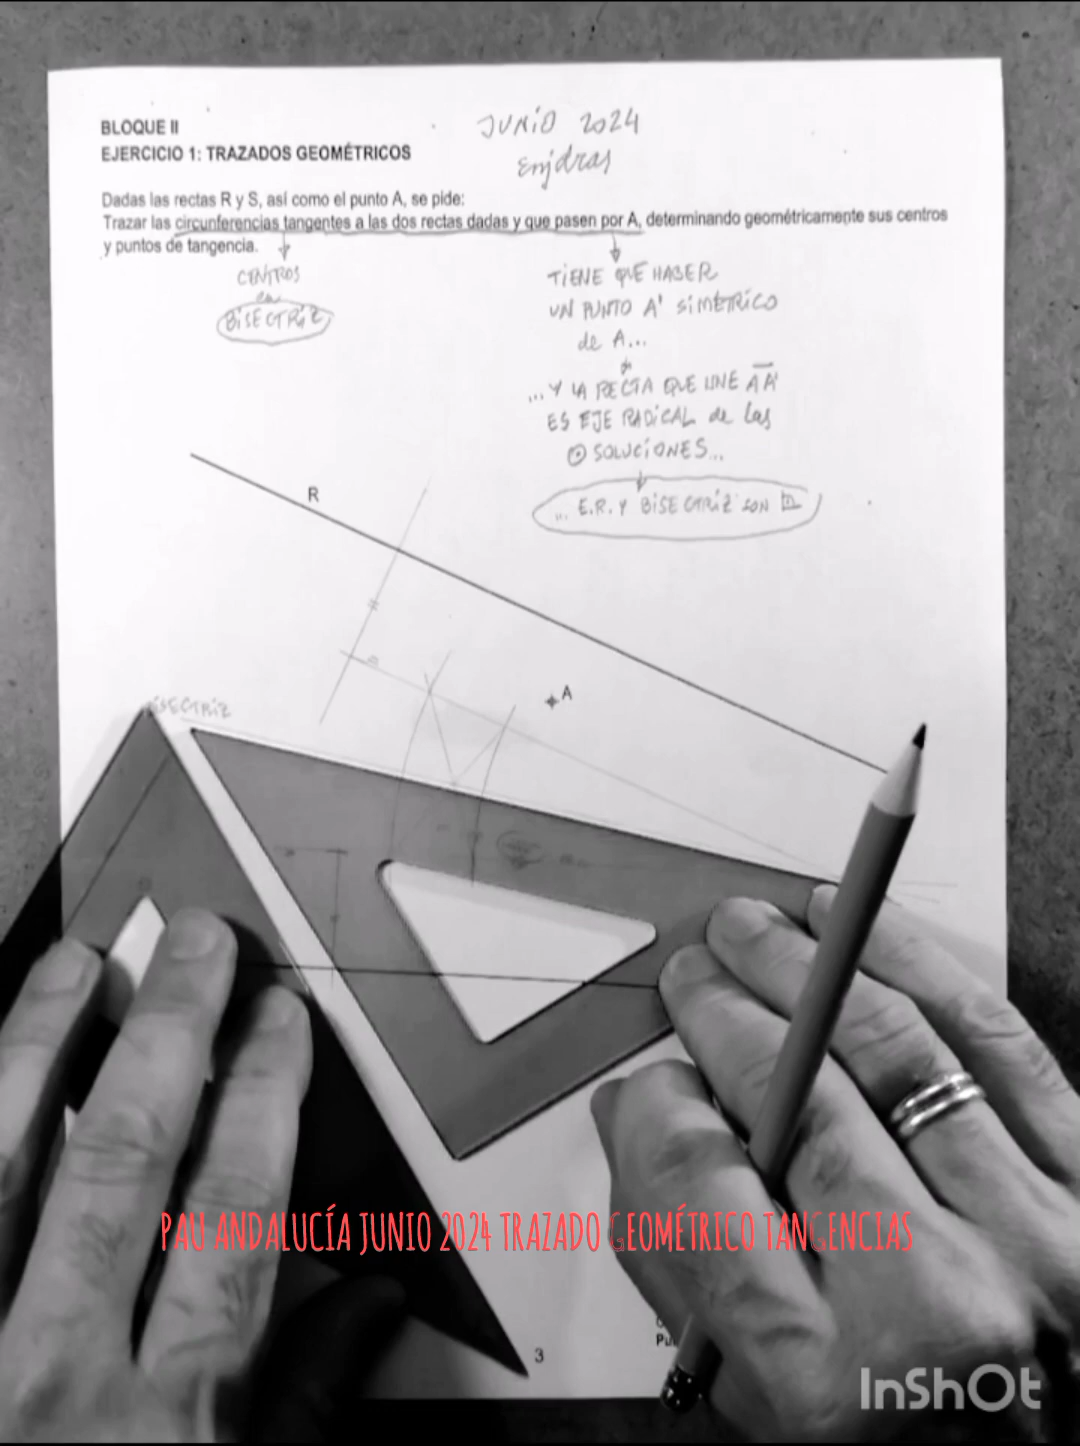 BLOQUE II
JUNIO 2024
EJERCICIO 1: TRAZADOS GEOMÉTRICOS
Dadas las rectas R y S, así como el punto A, se pide:
Trazar las circunferencias tangentes a las dos rectas dadas y que pasen por A, determinando geométricamente sus centros
y puntos de tangencia.
CENTROS
en
BISECTRIZ
TIENE QUE HABER
UN PUNTO A' SIMÉTRICO
de A...
...Y LA RECTA QUE UNE AA'
ES EJE RADICAL de las
SOLUCIONES...
... E.R. Y BISECTRIZ SON
R
A
BISECTRIZ
PAU ANDALUCÍA JUNIO 2024 TRAZADO GEOMÉTRICO TANGENCIAS
3
InShOt